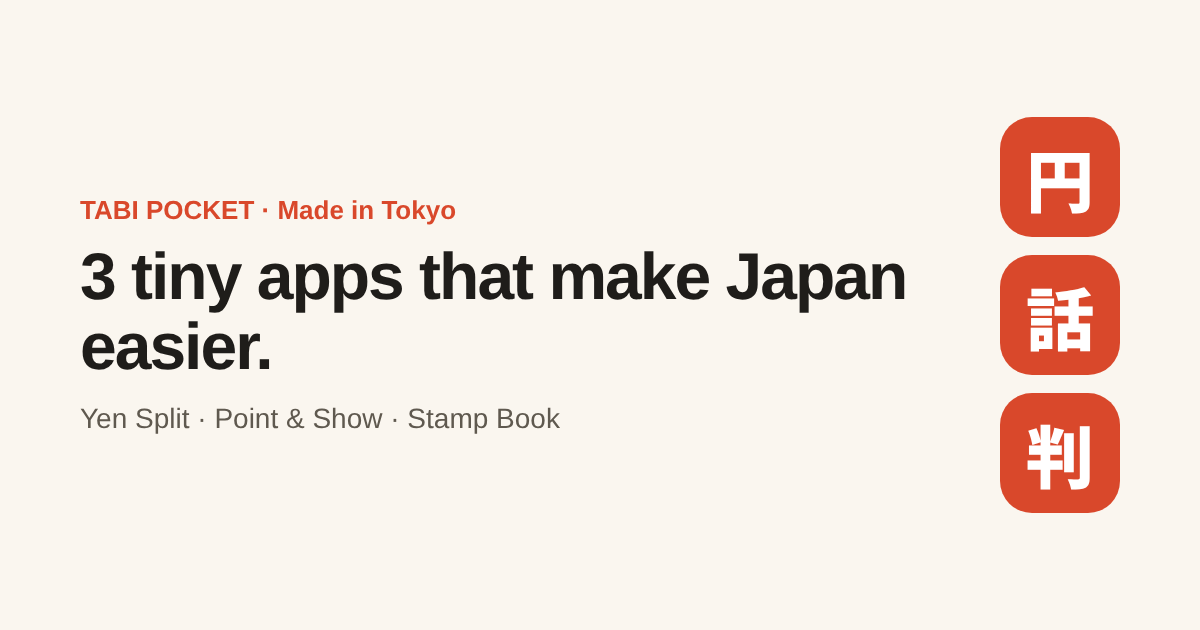 TABI POCKET · Made in Tokyo
3 tiny apps that make Japan
easier.
Yen Split · Point & Show · Stamp Book
円
話
判